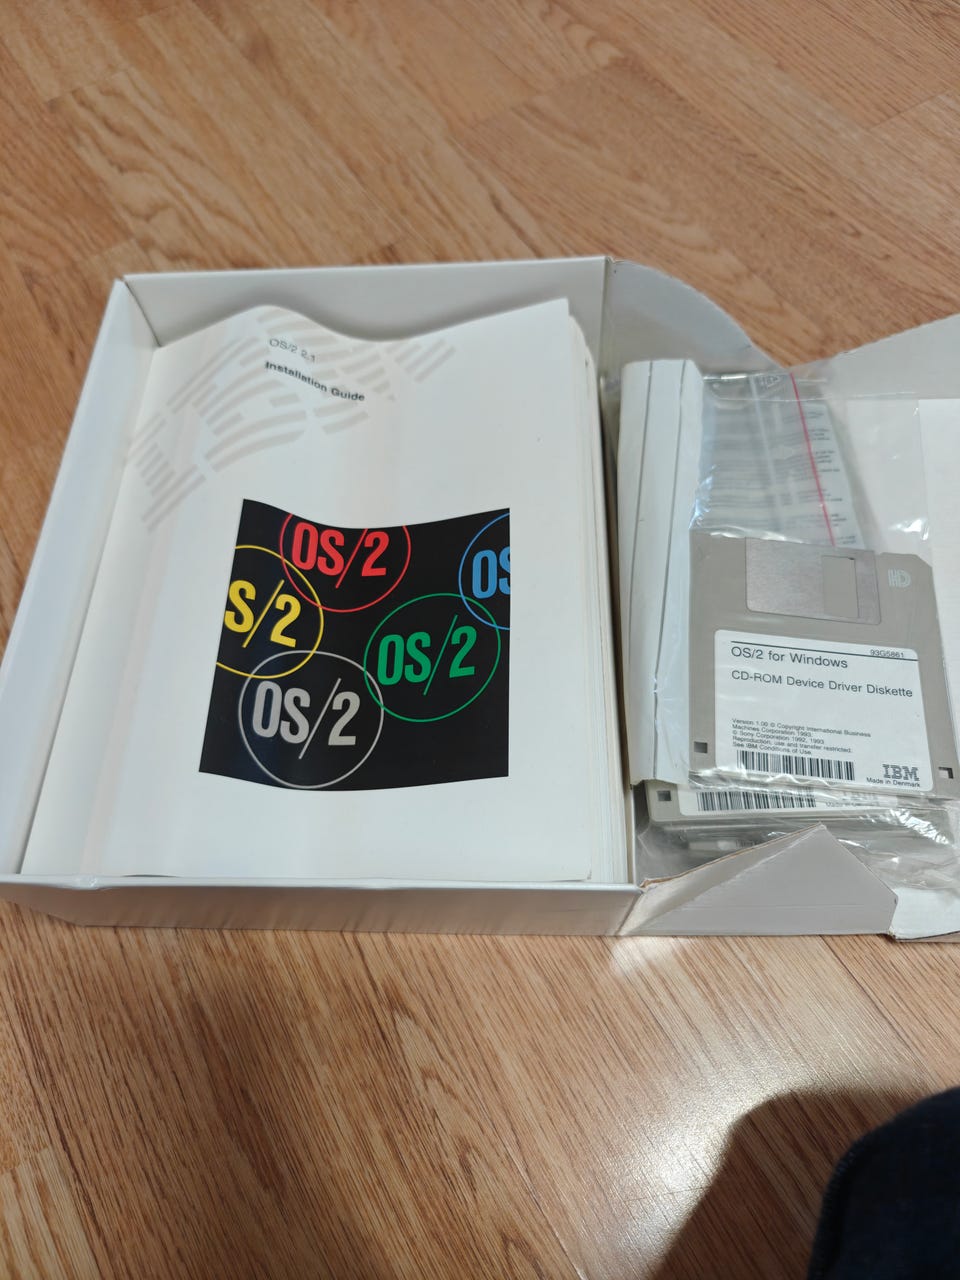 OS/2 2.1
Installation Guide
OS/2
OS
S/2
OS/2
OS/2
HD
93G5861
OS/2 for Windows
CD-ROM Device Driver Diskette
Version 1.00 © Copyright International Business
Machines Corporation 1993.
© Sony Corporation 1992, 1993
Reproduction, use and transfer restricted.
See IBM Conditions of Use.
IBM
Made in Denmark